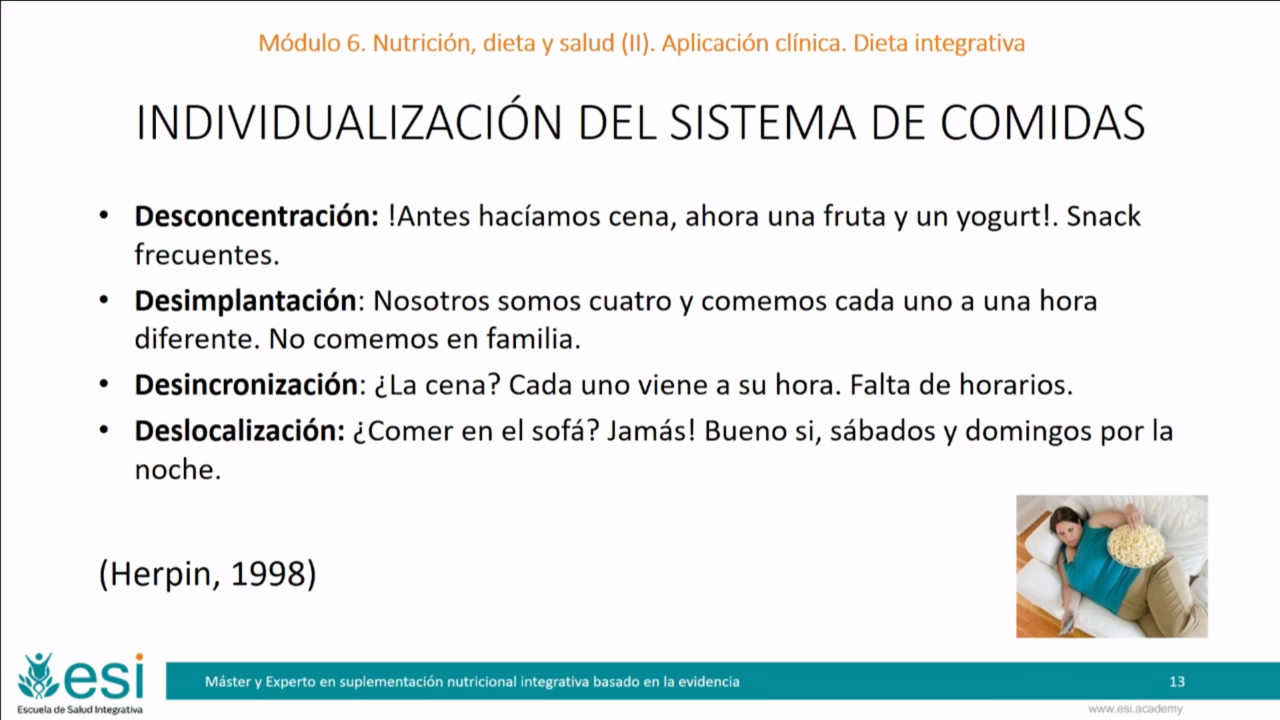 Módulo 6. Nutrición, dieta y salud (II). Aplicación clínica. Dieta integrativa
INDIVIDUALIZACIÓN DEL SISTEMA DE COMIDAS
• Desconcentración: !Antes hacíamos cena, ahora una fruta y un yogurt!. Snack
frecuentes.
• Desimplantación: Nosotros somos cuatro y comemos cada uno a una hora
diferente. No comemos en familia.
• Desincronización: ¿La cena? Cada uno viene a su hora. Falta de horarios.
• Deslocalización: ¿Comer en el sofá? Jamás! Bueno si, sábados y domingos por la
noche.
(Herpin, 1998)
esi
Escuela de Salud Integrativa
Máster y Experto en suplementación nutricional integrativa basado en la evidencia
13
www.esi.academy